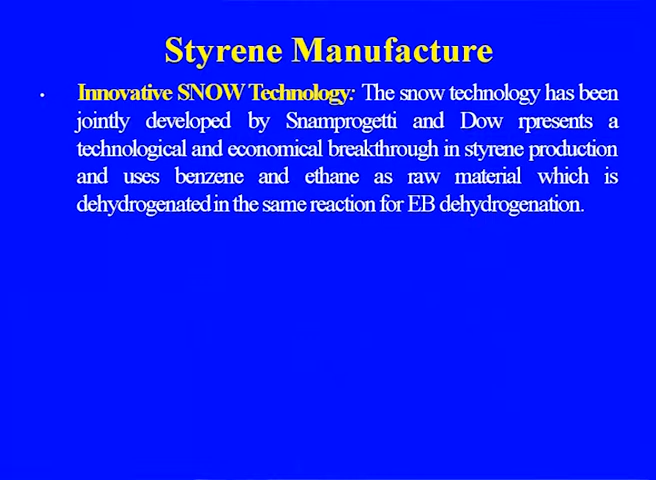 Styrene Manufacture
• Innovative SNOW Technology: The snow technology has been
jointly developed by Snamprogetti and Dow rpresents a
technological and economical breakthrough in styrene production
and uses benzene and ethane as raw material which is
dehydrogenated in the same reaction for EB dehydrogenation.